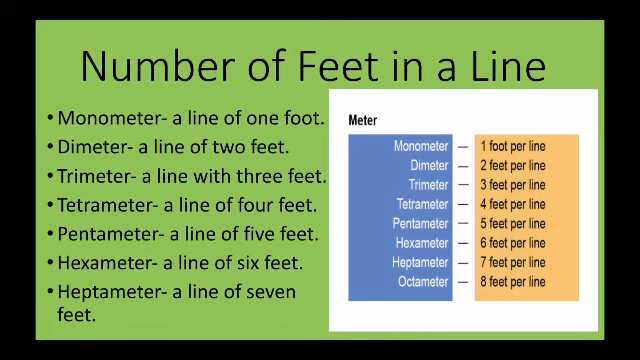 Number of Feet in a Line
• Monometer- a line of one foot.
• Dimeter- a line of two feet.
• Trimeter- a line with three feet.
• Tetrameter- a line of four feet.
• Pentameter- a line of five feet.
• Hexameter- a line of six feet.
• Heptameter- a line of seven
feet.
Meter
Monometer — 1 foot per line
Dimeter — 2 feet per line
Trimeter — 3 feet per line
Tetrameter — 4 feet per line
Pentameter — 5 feet per line
Hexameter — 6 feet per line
Heptameter — 7 feet per line
Octameter — 8 feet per line